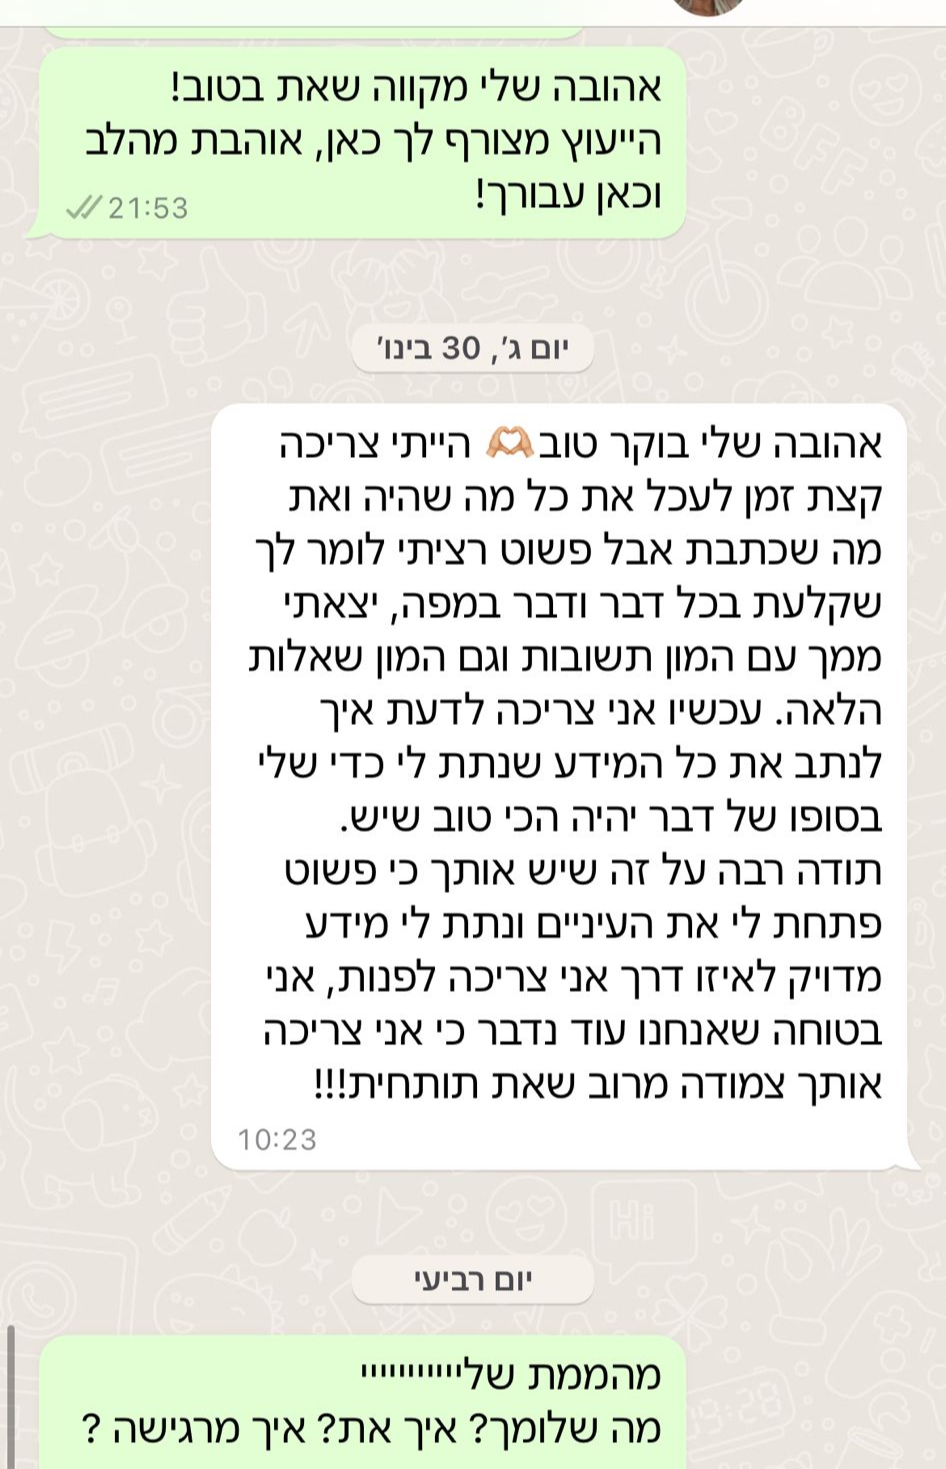 אהובה שלי מקווה שאת בטוב!
הייעוץ מצורף לך כאן, אוהבת מהלב
וכאן עבורך!
21:53
יום ג׳, 30 בינו׳
אהובה שלי בוקר טוב🫶🏼 הייתי צריכה
קצת זמן לעכל את כל מה שהיה ואת
מה שכתבת אבל פשוט רציתי לומר לך
שקלעת בכל דבר ודבר במפה, יצאתי
ממך עם המון תשובות וגם המון שאלות
הלאה. עכשיו אני צריכה לדעת איך
לנתב את כל המידע שנתת לי כדי שלי
בסופו של דבר יהיה הכי טוב שיש.
תודה רבה על זה שיש אותך כי פשוט
פתחת לי את העיניים ונתת לי מידע
מדויק לאיזו דרך אני צריכה לפנות, אני
בטוחה שאנחנו עוד נדבר כי אני צריכה
אותך צמודה מרוב שאת תותחית!!!
10:23
יום רביעי
מהממת שלייייייייייי
מה שלומך? איך את? איך מרגישה ?